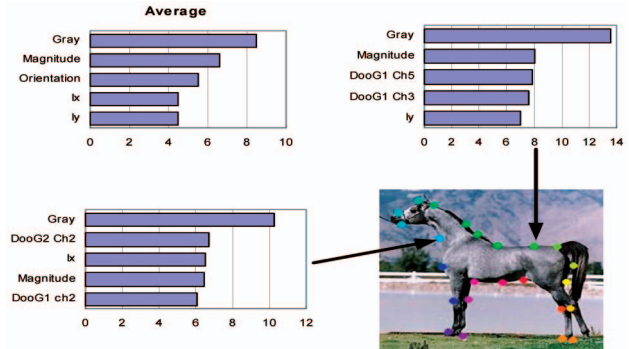 Average
Gray
Magnitude
Orientation
Ix
Iy
0 2 4 6 8 10
Gray
Magnitude
DooG1 Ch5
DooG1 Ch3
Iy
0 2 4 6 8 10 12 14
Gray
DooG2 Ch2
Ix
Magnitude
DooG1 ch2
0 2 4 6 8 10 12